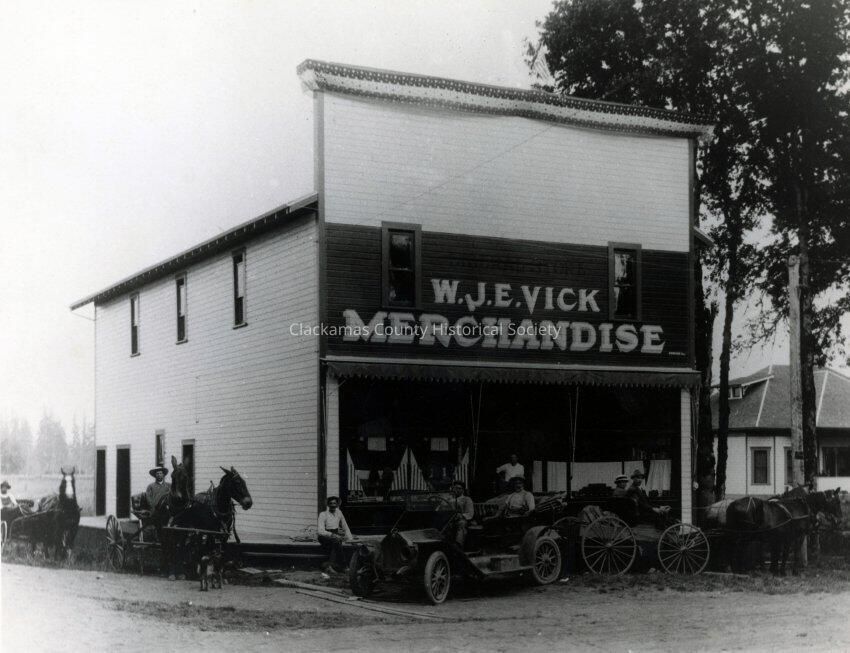 W.J.E. VICK
MERCHANDISE
Clackamas County Historical Society